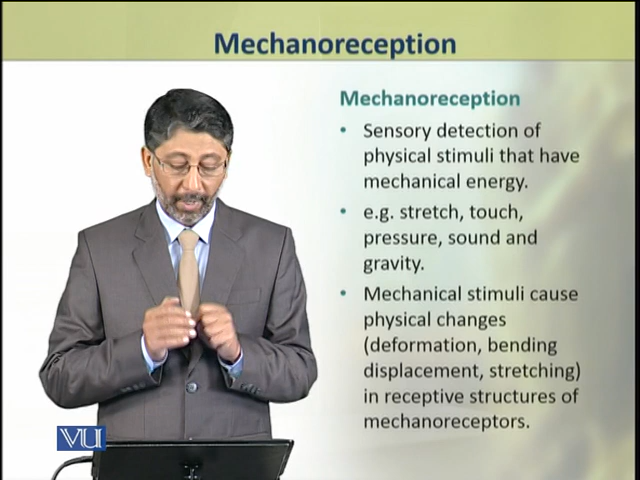 Mechanoreception
Mechanoreception
• Sensory detection of
physical stimuli that have
mechanical energy.
• e.g. stretch, touch,
pressure, sound and
gravity.
• Mechanical stimuli cause
physical changes
(deformation, bending
displacement, stretching)
in receptive structures of
mechanoreceptors.
VU